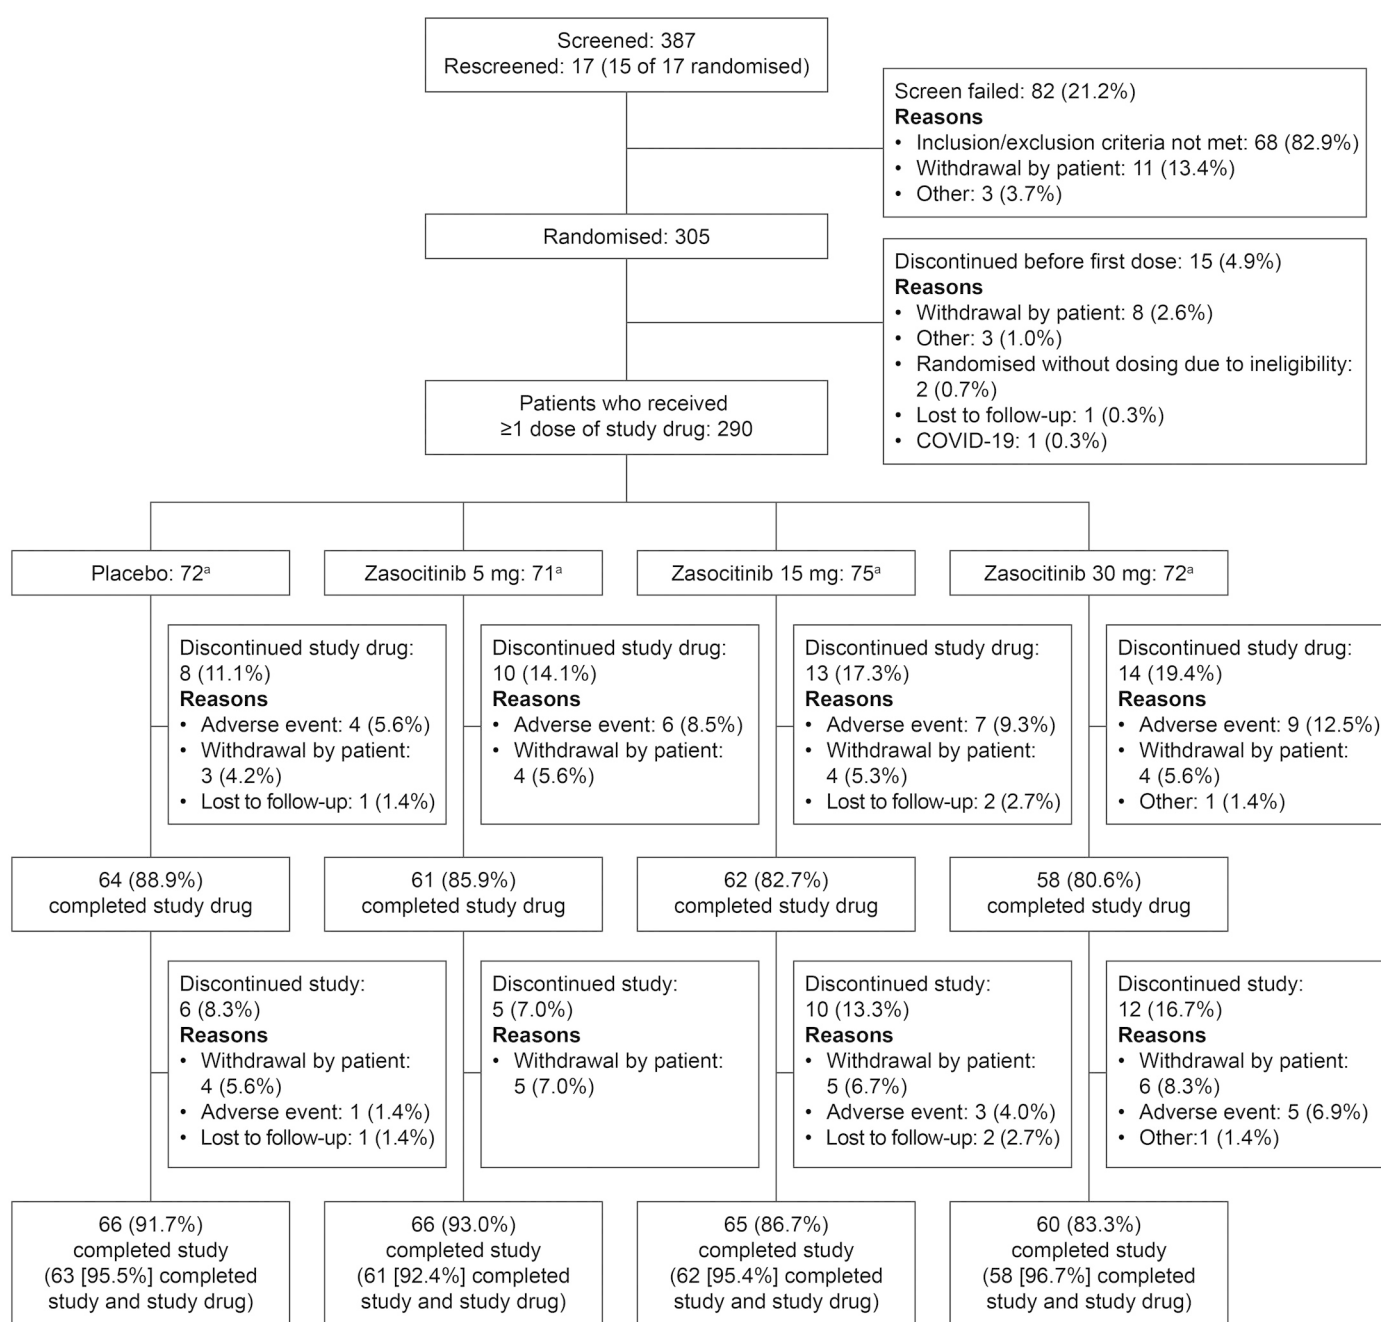 Screened: 387
Rescreened: 17 (15 of 17 randomised)
Screen failed: 82 (21.2%)
Reasons
• Inclusion/exclusion criteria not met: 68 (82.9%)
• Withdrawal by patient: 11 (13.4%)
• Other: 3 (3.7%)
Randomised: 305
Discontinued before first dose: 15 (4.9%)
Reasons
• Withdrawal by patient: 8 (2.6%)
• Other: 3 (1.0%)
• Randomised without dosing due to ineligibility:
2 (0.7%)
• Lost to follow-up: 1 (0.3%)
• COVID-19: 1 (0.3%)
Patients who received
≥1 dose of study drug: 290
Placebo: 72ᵃ
Zasocitinib 5 mg: 71ᵃ
Zasocitinib 15 mg: 75ᵃ
Zasocitinib 30 mg: 72ᵃ
Discontinued study drug:
8 (11.1%)
Reasons
• Adverse event: 4 (5.6%)
• Withdrawal by patient:
3 (4.2%)
• Lost to follow-up: 1 (1.4%)
Discontinued study drug:
10 (14.1%)
Reasons
• Adverse event: 6 (8.5%)
• Withdrawal by patient:
4 (5.6%)
Discontinued study drug:
13 (17.3%)
Reasons
• Adverse event: 7 (9.3%)
• Withdrawal by patient:
4 (5.3%)
• Lost to follow-up: 2 (2.7%)
Discontinued study drug:
14 (19.4%)
Reasons
• Adverse event: 9 (12.5%)
• Withdrawal by patient:
4 (5.6%)
• Other: 1 (1.4%)
64 (88.9%)
completed study drug
61 (85.9%)
completed study drug
62 (82.7%)
completed study drug
58 (80.6%)
completed study drug
Discontinued study:
6 (8.3%)
Reasons
• Withdrawal by patient:
4 (5.6%)
• Adverse event: 1 (1.4%)
• Lost to follow-up: 1 (1.4%)
Discontinued study:
5 (7.0%)
Reasons
• Withdrawal by patient:
5 (7.0%)
Discontinued study:
10 (13.3%)
Reasons
• Withdrawal by patient:
5 (6.7%)
• Adverse event: 3 (4.0%)
• Lost to follow-up: 2 (2.7%)
Discontinued study:
12 (16.7%)
Reasons
• Withdrawal by patient:
6 (8.3%)
• Adverse event: 5 (6.9%)
• Other:1 (1.4%)
66 (91.7%)
completed study
(63 [95.5%] completed
study and study drug)
66 (93.0%)
completed study
(61 [92.4%] completed
study and study drug)
65 (86.7%)
completed study
(62 [95.4%] completed
study and study drug)
60 (83.3%)
completed study
(58 [96.7%] completed
study and study drug)